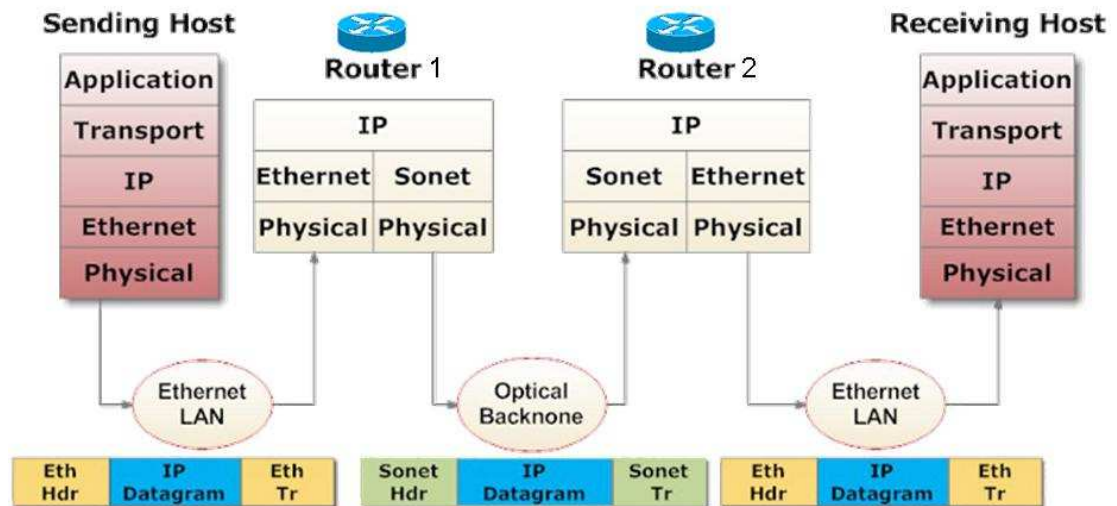 Sending Host
Router 1
Router 2
Receiving Host
Application
Transport
IP
Ethernet
Physical
IP
Ethernet Sonet
Physical Physical
IP
Sonet Ethernet
Physical Physical
Application
Transport
IP
Ethernet
Physical
Ethernet
LAN
Optical
Backnone
Ethernet
LAN
Eth
Hdr
IP
Datagram
Eth
Tr
Sonet
Hdr
IP
Datagram
Sonet
Tr
Eth
Hdr
IP
Datagram
Eth
Tr